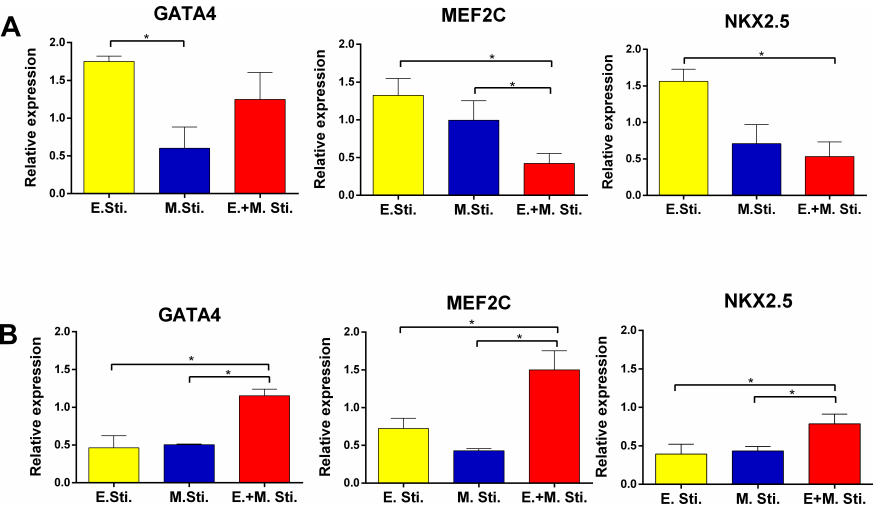 A
GATA4
Relative expression
2.0
1.5
1.0
0.5
0.0
*
E.Sti.
M.Sti.
E.+M. Sti.
MEF2C
Relative expression
2.0
1.5
1.0
0.5
0.0
*
*
E.Sti.
M.Sti.
E.+M. Sti.
NKX2.5
Relative expression
2.0
1.5
1.0
0.5
0.0
*
E.Sti.
M.Sti.
E.+M. Sti.
B
GATA4
Relative expression
2.0
1.5
1.0
0.5
0.0
*
*
E.Sti.
M.Sti.
E.+M. Sti.
MEF2C
Relative expression
2.0
1.5
1.0
0.5
0.0
*
*
E. Sti.
M. Sti.
E.+M. Sti.
NKX2.5
Relative expression
2.0
1.5
1.0
0.5
0.0
*
*
E. Sti.
M. Sti.
E+M. Sti.